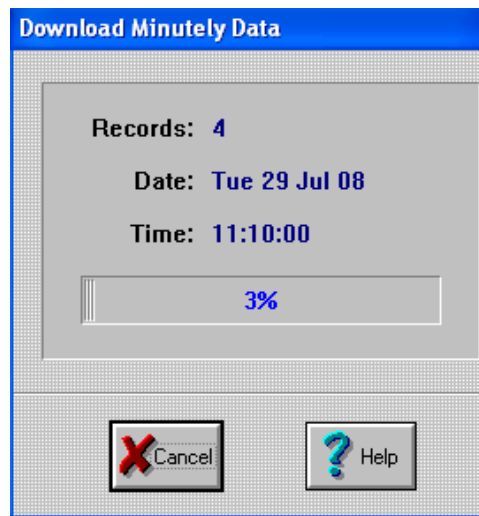 Download Minutely Data
Records: 4
Date: Tue 29 Jul 08
Time: 11:10:00
3%
Cancel
? Help